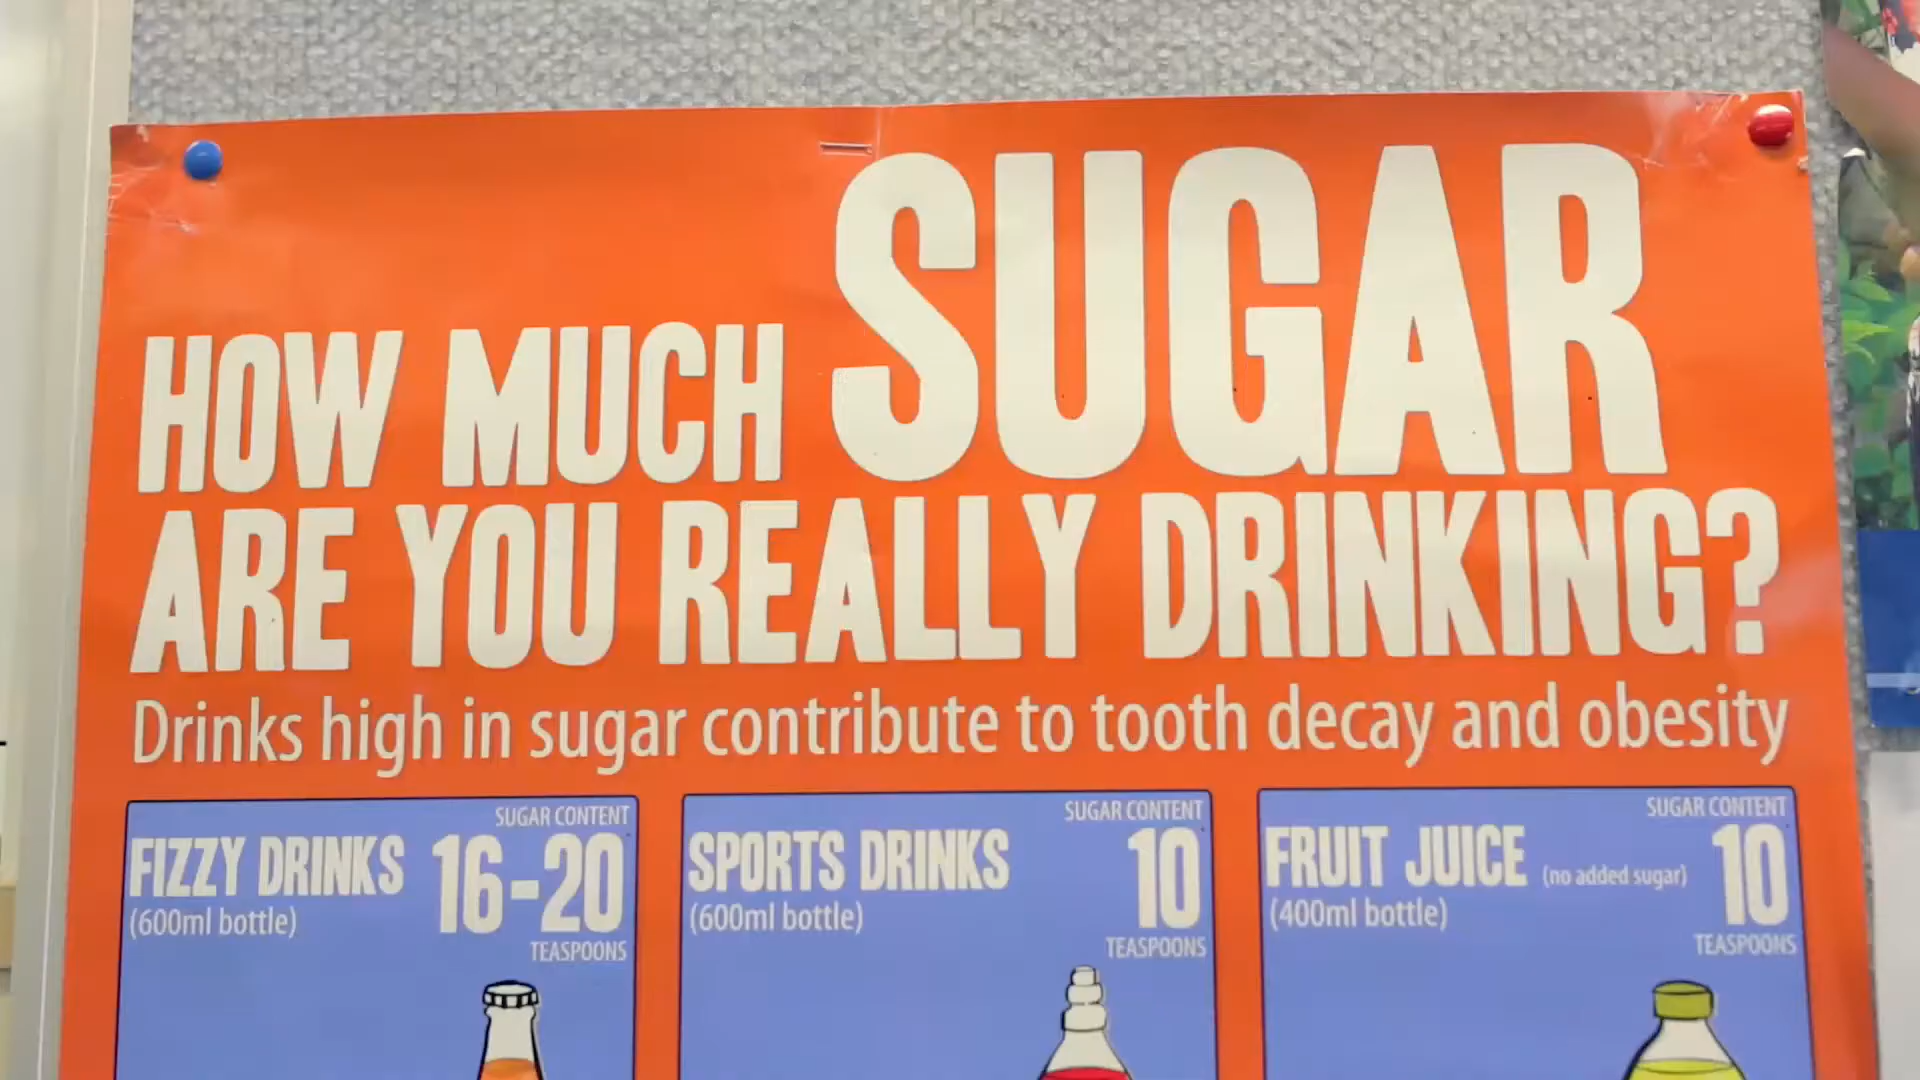 HOW MUCH SUGAR
ARE YOU REALLY DRINKING?
Drinks high in sugar contribute to tooth decay and obesity
SUGAR CONTENT
FIZZY DRINKS 16-20
(600ml bottle)
TEASPOONS
SUGAR CONTENT
SPORTS DRINKS 10
(600ml bottle)
TEASPOONS
SUGAR CONTENT
FRUIT JUICE (no added sugar) 10
(400ml bottle)
TEASPOONS